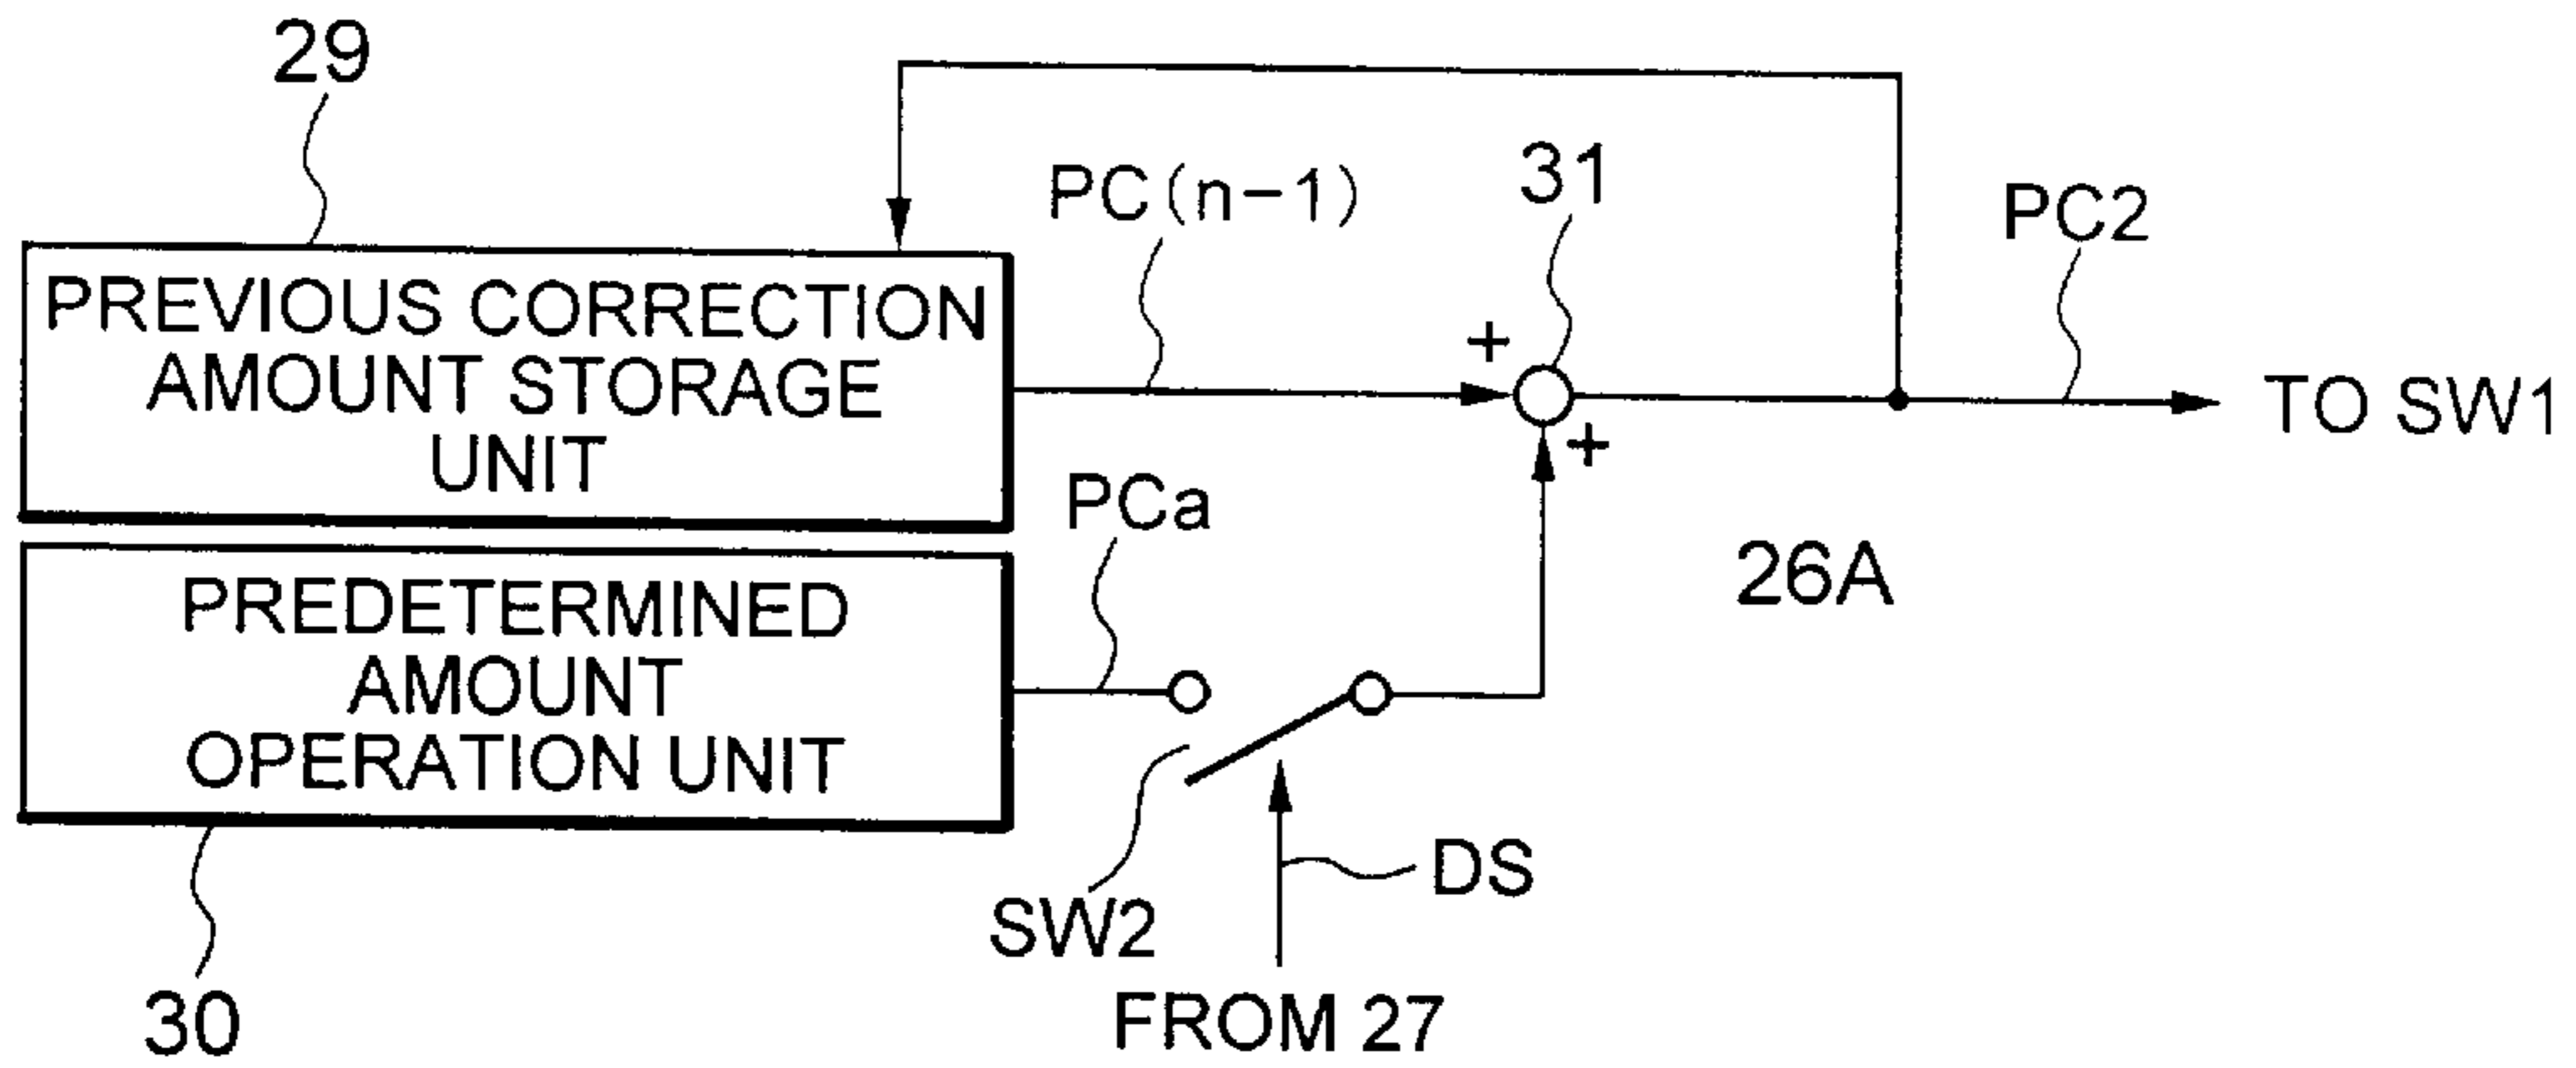 29
PC(n-1)
31
PC2
PREVIOUS CORRECTION
AMOUNT STORAGE
UNIT
+
TO SW1
+
PCa
26A
PREDETERMINED
AMOUNT
OPERATION UNIT
SW2
DS
30
FROM 27